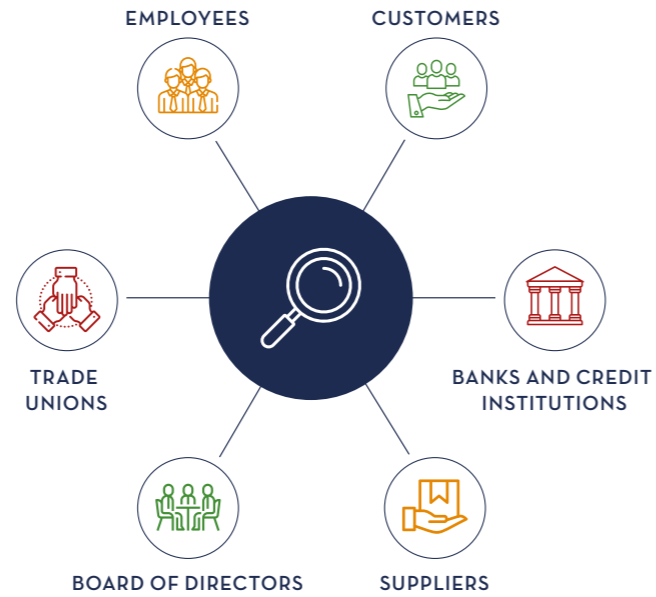 EMPLOYEES
CUSTOMERS
TRADE
UNIONS
BANKS AND CREDIT
INSTITUTIONS
BOARD OF DIRECTORS
SUPPLIERS